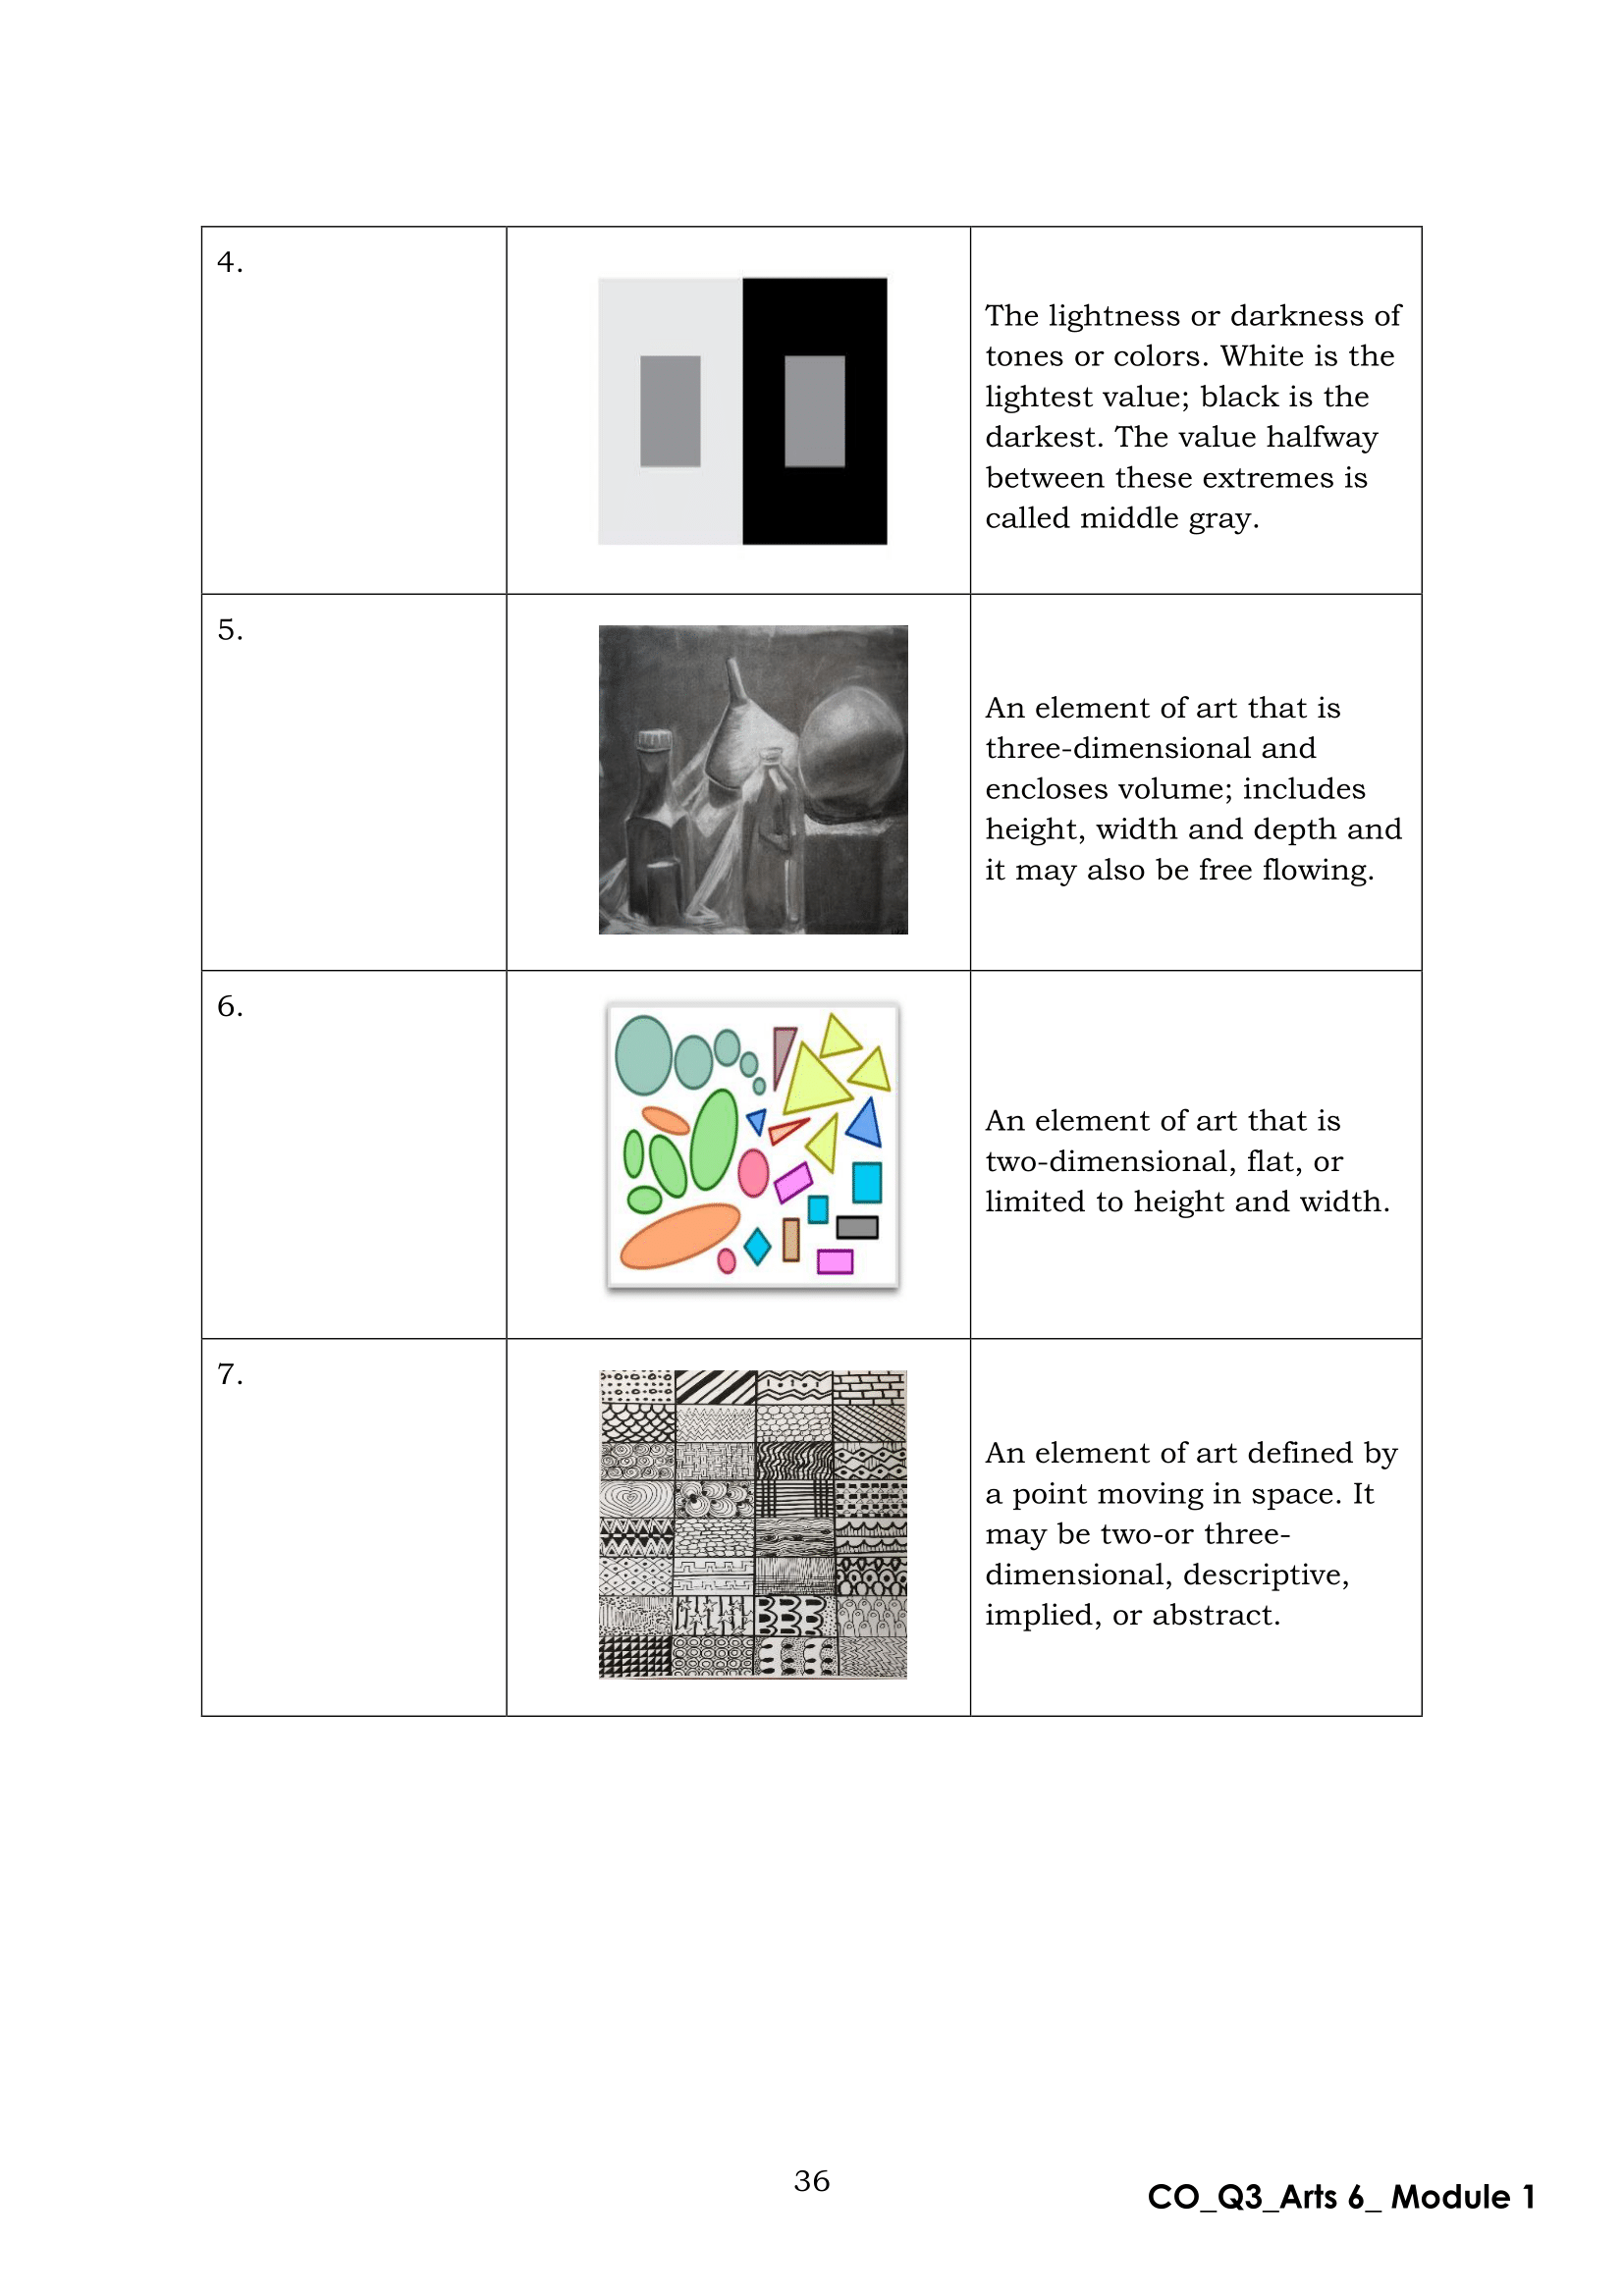 4.
The lightness or darkness of
tones or colors. White is the
lightest value; black is the
darkest. The value halfway
between these extremes is
called middle gray.
5.
An element of art that is
three-dimensional and
encloses volume; includes
height, width and depth and
it may also be free flowing.
6.
An element of art that is
two-dimensional, flat, or
limited to height and width.
7.
An element of art defined by
a point moving in space. It
may be two-or three-
dimensional, descriptive,
implied, or abstract.
36
CO_Q3_Arts 6_ Module 1